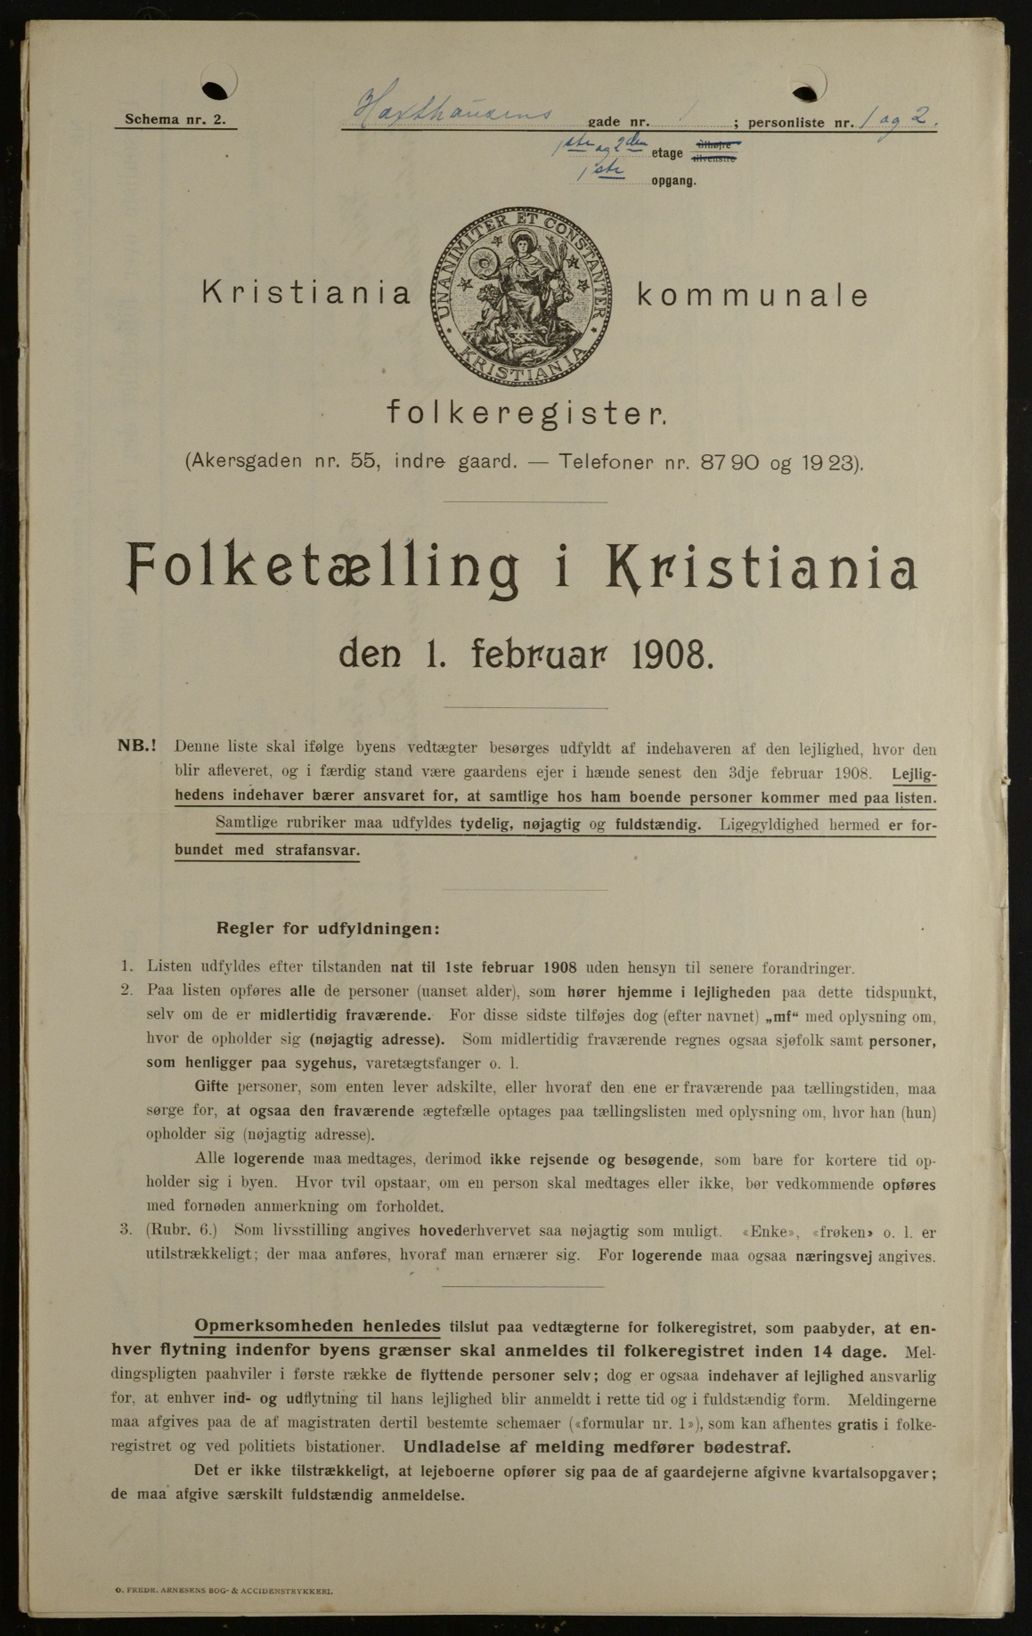 Schema nr. 2.
Haxthausens gade nr. 1 ; personliste nr. 1 og 2.
1ste og 2den etage tilhøjre tilvenstre
1ste opgang.
UNANIMITER ET CONSTANTER
KRISTIANIA
Kristiania kommunale
folkeregister.
(Akersgaden nr. 55, indre gaard. — Telefoner nr. 8790 og 1923).
Folketælling i Kristiania
den 1. februar 1908.
NB.! Denne liste skal ifølge byens vedtægter besørges udfyldt af indehaveren af den lejlighed, hvor den
blir afleveret, og i færdig stand være gaardens ejer i hænde senest den 3dje februar 1908. Lejlig-
hedens indehaver bærer ansvaret for, at samtlige hos ham boende personer kommer med paa listen.
Samtlige rubriker maa udfyldes tydelig, nøjagtig og fuldstændig. Ligegyldighed hermed er for-
bundet med strafansvar.
Regler for udfyldningen:
1. Listen udfyldes efter tilstanden nat til 1ste februar 1908 uden hensyn til senere forandringer.
2. Paa listen opføres alle de personer (uanset alder), som hører hjemme i lejligheden paa dette tidspunkt,
selv om de er midlertidig fraværende. For disse sidste tilføjes dog (efter navnet) „mf“ med oplysning om,
hvor de opholder sig (nøjagtig adresse). Som midlertidig fraværende regnes ogsaa sjøfolk samt personer,
som henligger paa sygehus, varetægtsfanger o. l.
Gifte personer, som enten lever adskilte, eller hvoraf den ene er fraværende paa tællingstiden, maa
sørge for, at ogsaa den fraværende ægtefælle optages paa tællingslisten med oplysning om, hvor han (hun)
opholder sig (nøjagtig adresse).
Alle logerende maa medtages, derimod ikke rejsende og besøgende, som bare for kortere tid op-
holder sig i byen. Hvor tvil opstaar, om en person skal medtages eller ikke, bør vedkommende opføres
med fornøden anmerkning om forholdet.
3. (Rubr. 6.) Som livsstilling angives hovederhvervet saa nøjagtig som muligt. «Enke», «frøken» o. l. er
utilstrækkeligt; der maa anføres, hvoraf man ernærer sig. For logerende maa ogsaa næringsvej angives.
Opmerksomheden henledes tilslut paa vedtægterne for folkeregistret, som paabyder, at en-
hver flytning indenfor byens grænser skal anmeldes til folkeregistret inden 14 dage. Mel-
dingspligten paahviler i første række de flyttende personer selv; dog er ogsaa indehaver af lejlighed ansvarlig
for, at enhver ind- og udflytning til hans lejlighed blir anmeldt i rette tid og i fuldstændig form. Meldingerne
maa afgives paa de af magistraten dertil bestemte schemaer («formular nr. 1»), som kan afhentes gratis i folke-
registret og ved politiets bistationer. Undladelse af melding medfører bødestraf.
Det er ikke tilstrækkeligt, at lejeboerne opfører sig paa de af gaardejerne afgivne kvartalsopgaver;
de maa afgive særskilt fuldstændig anmeldelse.
O. FREDR. ARNESENS BOG- & ACCIDENSTRYKKERI.